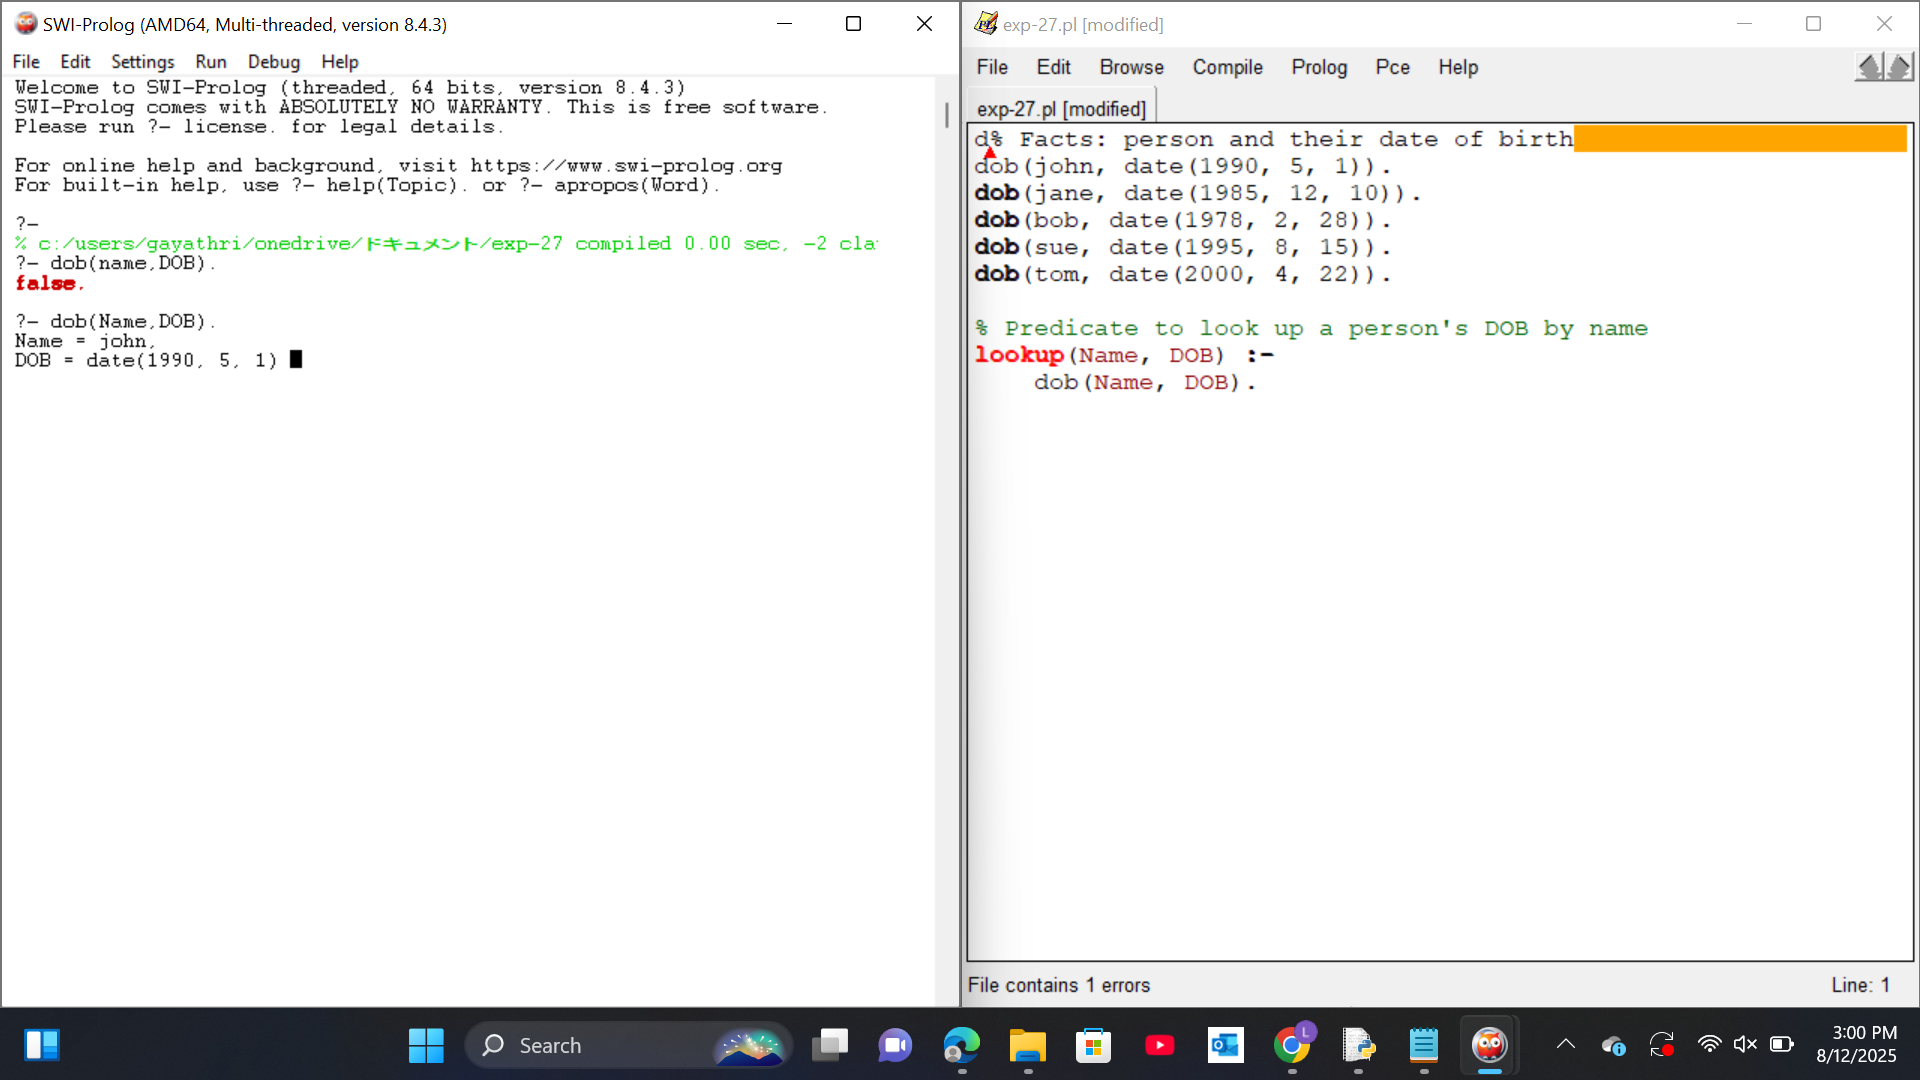 SWI-Prolog (AMD64, Multi-threaded, version 8.4.3)
File Edit Settings Run Debug Help
Welcome to SWI-Prolog (threaded, 64 bits, version 8.4.3)
SWI-Prolog comes with ABSOLUTELY NO WARRANTY. This is free software.
Please run ?- license. for legal details.
For online help and background, visit https://www.swi-prolog.org
For built-in help, use ?- help(Topic). or ?- apropos(Word).
?-
% c:/users/gayathri/onedrive/ドキュメント/exp-27 compiled 0.00 sec, -2 cla
?- dob(name,DOB).
false.
?- dob(Name,DOB).
Name = john,
DOB = date(1990, 5, 1)
exp-27.pl [modified]
File Edit Browse Compile Prolog Pce Help
exp-27.pl [modified]
d% Facts: person and their date of birth
dob(john, date(1990, 5, 1)).
dob(jane, date(1985, 12, 10)).
dob(bob, date(1978, 2, 28)).
dob(sue, date(1995, 8, 15)).
dob(tom, date(2000, 4, 22)).
% Predicate to look up a person's DOB by name
lookup(Name, DOB) :-
dob(Name, DOB).
File contains 1 errors
Line: 1
Search
L
3:00 PM
8/12/2025